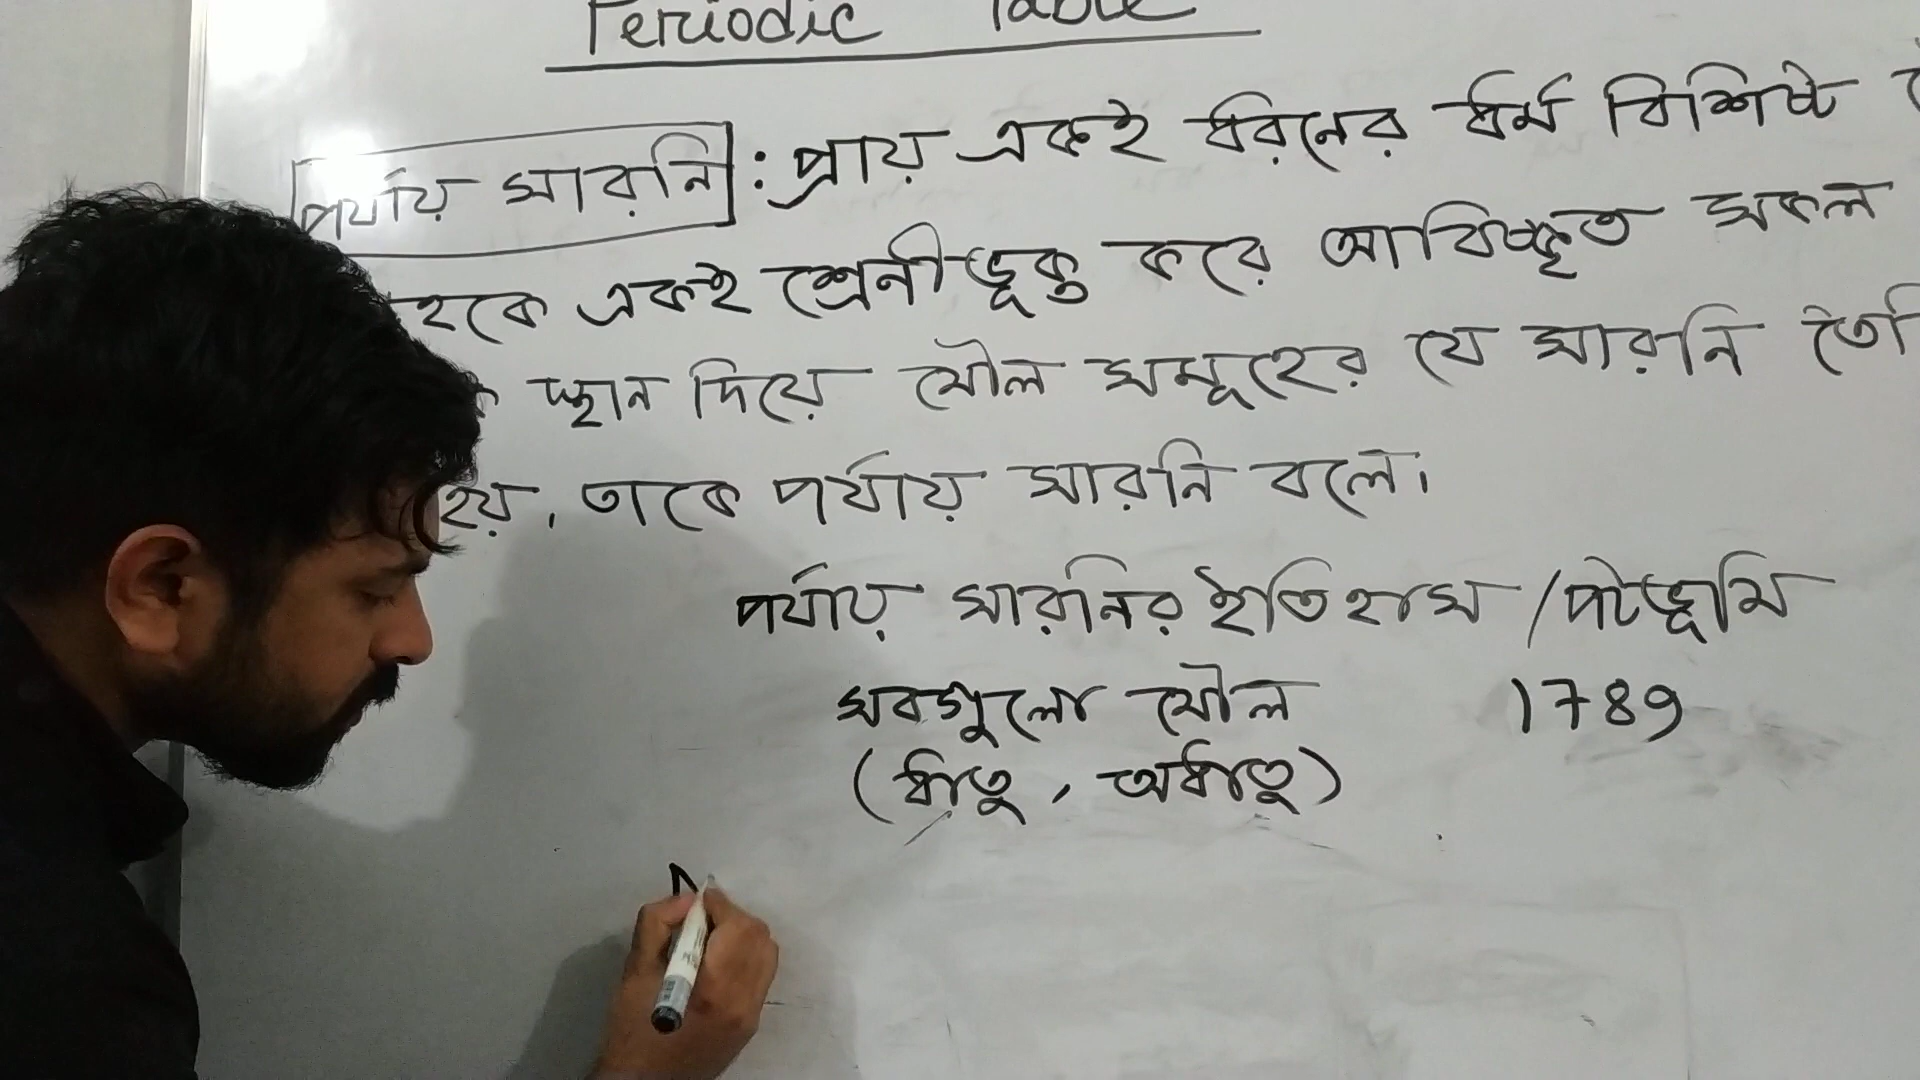 Periodic Table
পর্যায় সারনি : প্রায় একই ধরনের ধর্ম বিশিষ্ট
একই শ্রেনীভূক্ত করে আবিষ্কৃত সকল
স্থান দিয়ে মৌল সমূহের যে সারনি
হয়, তাকে পর্যায় সারনি বলে।
পর্যায় সারনির ইতিহাস / পটভূমি
সবগুলো মৌল 1789
(ধাতু, অধাতু)